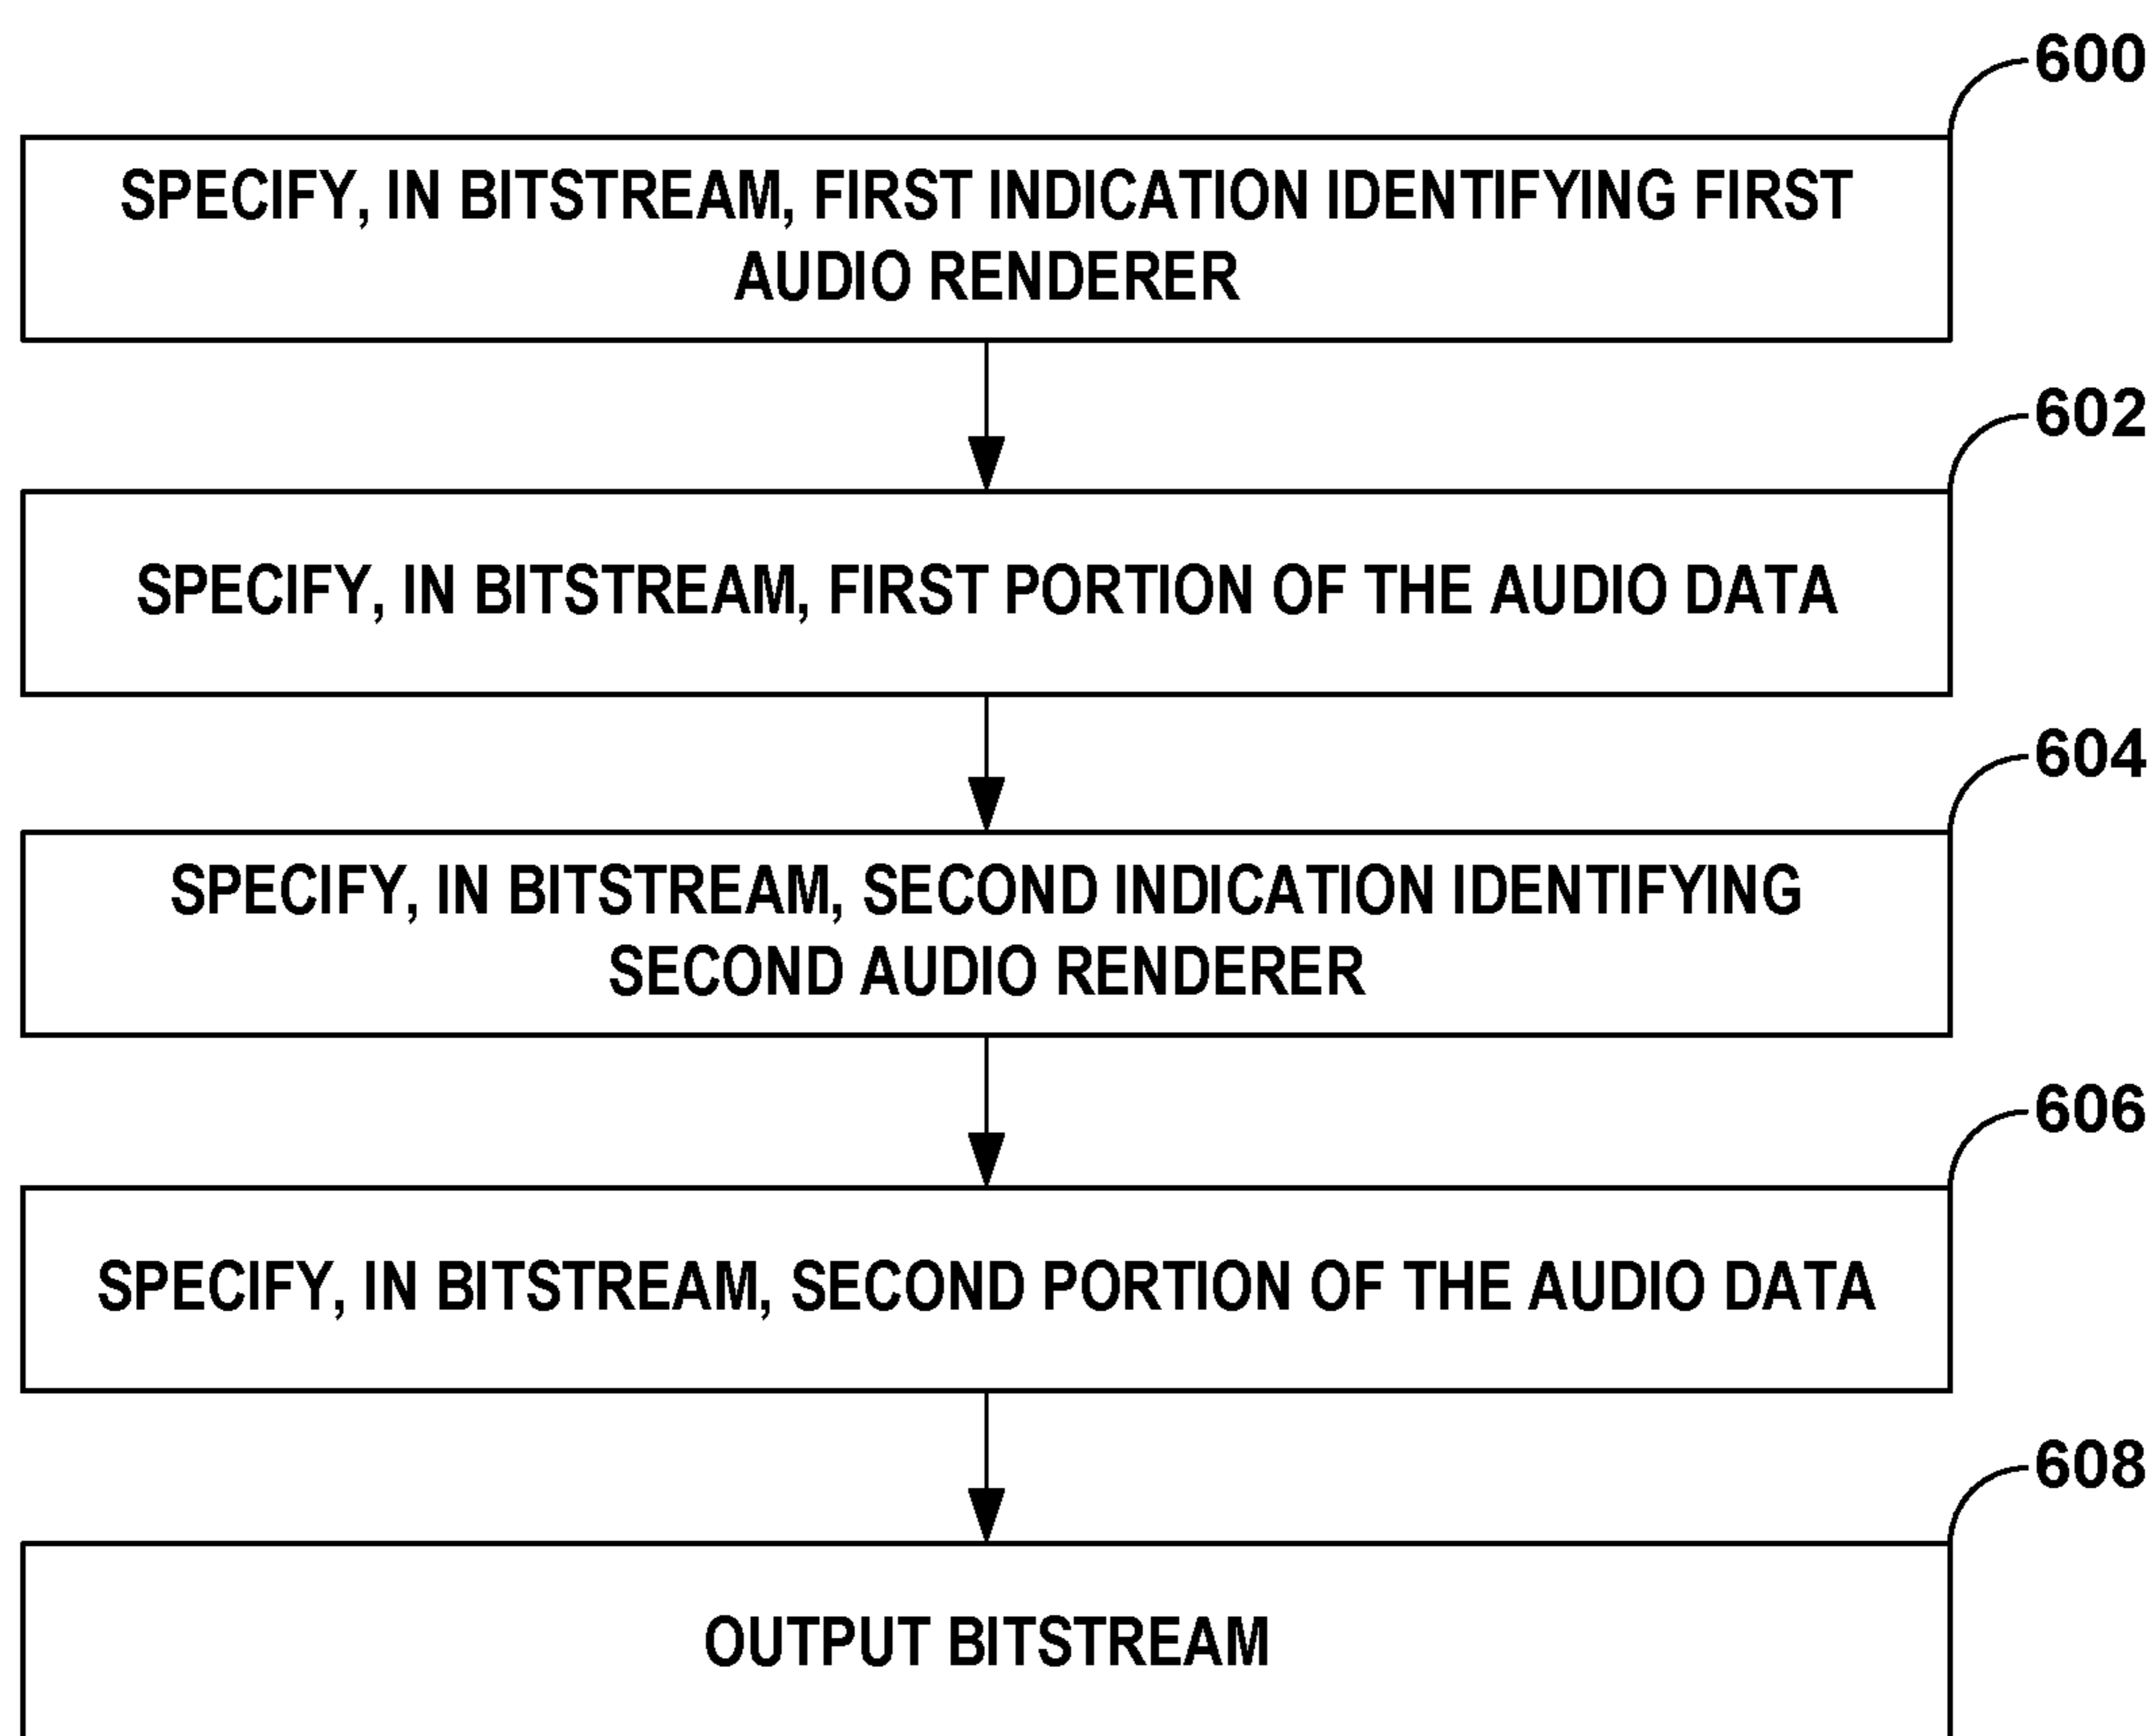 600
SPECIFY, IN BITSTREAM, FIRST INDICATION IDENTIFYING FIRST
AUDIO RENDERER
602
SPECIFY, IN BITSTREAM, FIRST PORTION OF THE AUDIO DATA
604
SPECIFY, IN BITSTREAM, SECOND INDICATION IDENTIFYING
SECOND AUDIO RENDERER
606
SPECIFY, IN BITSTREAM, SECOND PORTION OF THE AUDIO DATA
608
OUTPUT BITSTREAM